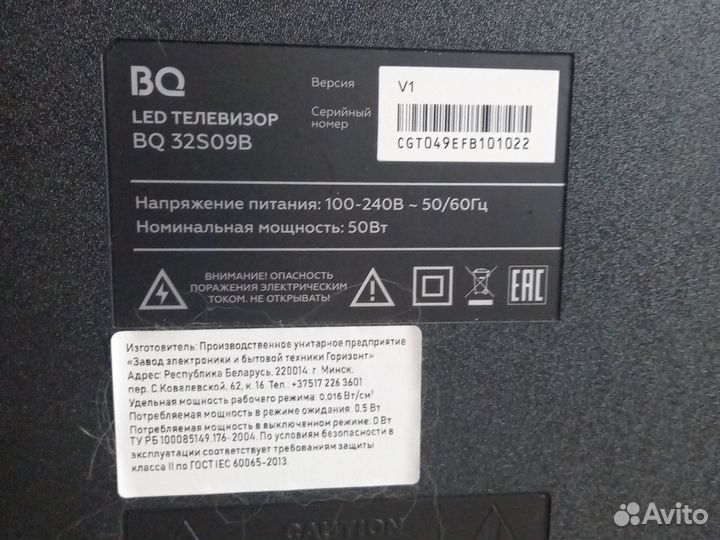 BQ
LED ТЕЛЕВИЗОР
BQ 32S09B
Версия
V1
Серийный
номер
CGT049EFB101022
Напряжение питания: 100-240В ~ 50/60Гц
Номинальная мощность: 50Вт
ВНИМАНИЕ! ОПАСНОСТЬ
ПОРАЖЕНИЯ ЭЛЕКТРИЧЕСКИМ
ТОКОМ. НЕ ОТКРЫВАТЬ!
EAC
Изготовитель: Производственное унитарное предприятие
«Завод электроники и бытовой техники Горизонт»
Адрес: Республика Беларусь, 220014. г. Минск.
пер. С.Ковалевской, 62, к. 16. Тел.: +37517 226 3601
Удельная мощность рабочего режима: 0,016 Вт/см²
Потребляемая мощность в режиме ожидания: 0,5 Вт
Потребляемая мощность в выключенном режиме: 0 Вт
ТУ РБ 100085149.176-2004. По условиям безопасности в
эксплуатации соответствует требованиям защиты
класса II по ГОСТ IEC 60065-2013.
CAUTION
Avito